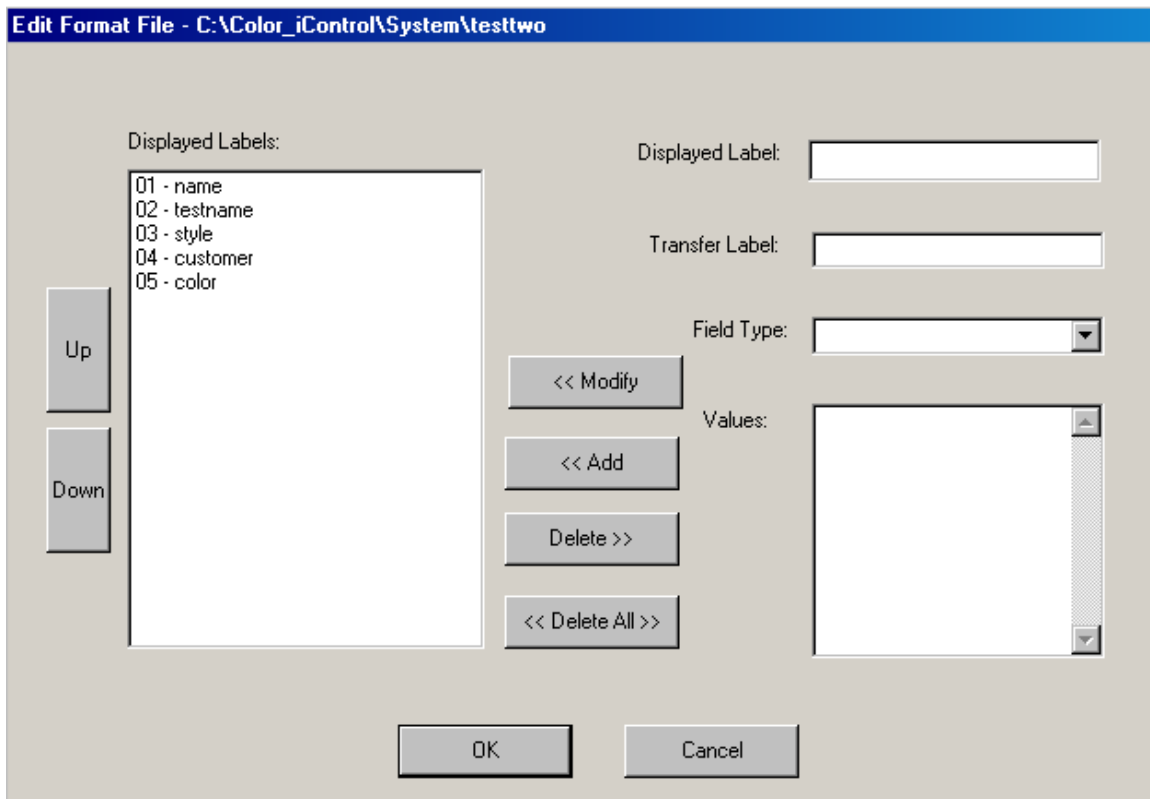 Edit Format File - C:\Color_iControl\System\testtwo
Displayed Labels:
01 - name
02 - testname
03 - style
04 - customer
05 - color
Up
Down
<< Modify
<< Add
Delete >>
<< Delete All >>
Displayed Label:
Transfer Label:
Field Type:
Values:
OK
Cancel